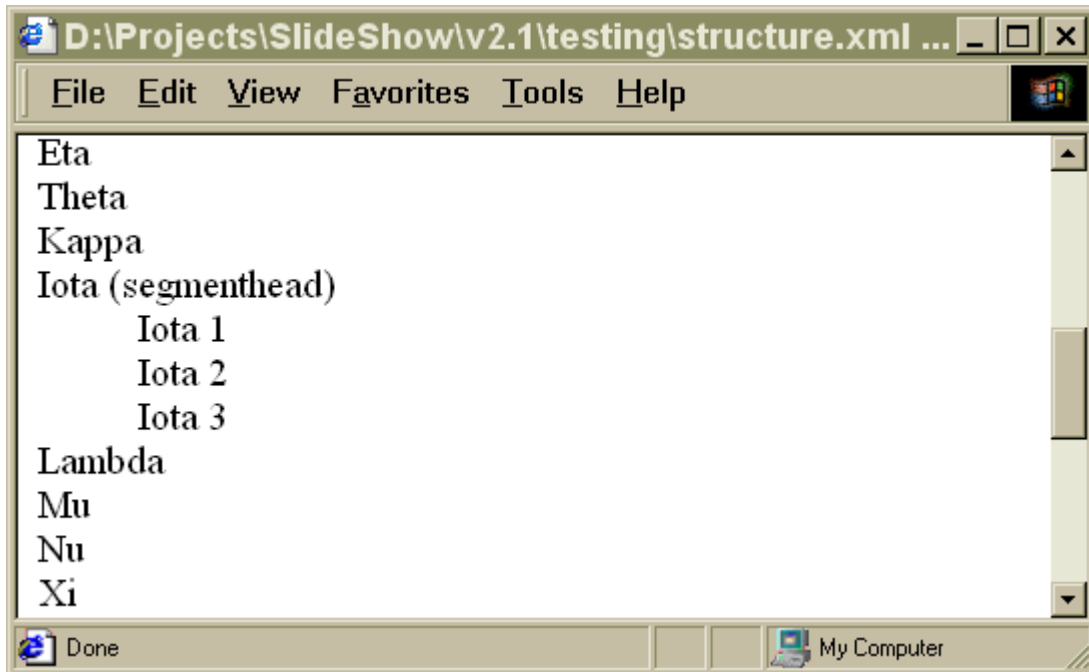 D:\Projects\SlideShow\v2.1\testing\structure.xml ...
File Edit View Favorites Tools Help
Eta
Theta
Kappa
Iota (segmenthead)
Iota 1
Iota 2
Iota 3
Lambda
Mu
Nu
Xi
Done My Computer